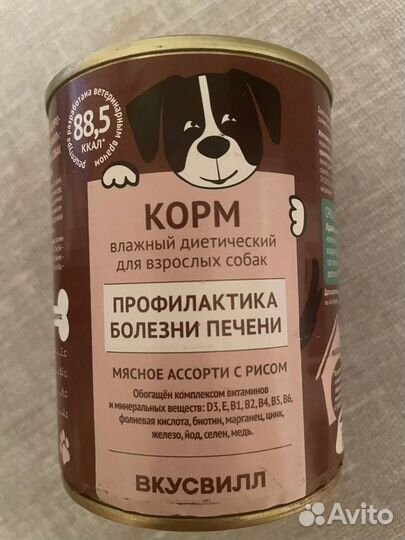 88,5
ККАЛ*
рецептура разработана ветеринарным врачом
КОРМ
влажный диетический
для взрослых собак
ПРОФИЛАКТИКА
БОЛЕЗНИ ПЕЧЕНИ
МЯСНОЕ АССОРТИ С РИСОМ
Обогащён комплексом витаминов
и минеральных веществ: D3, E, B1, B2, B4, B5, B6,
фолиевая кислота, биотин, марганец, цинк,
железо, йод, селен, медь.
ВКУСВИЛЛ
Avito